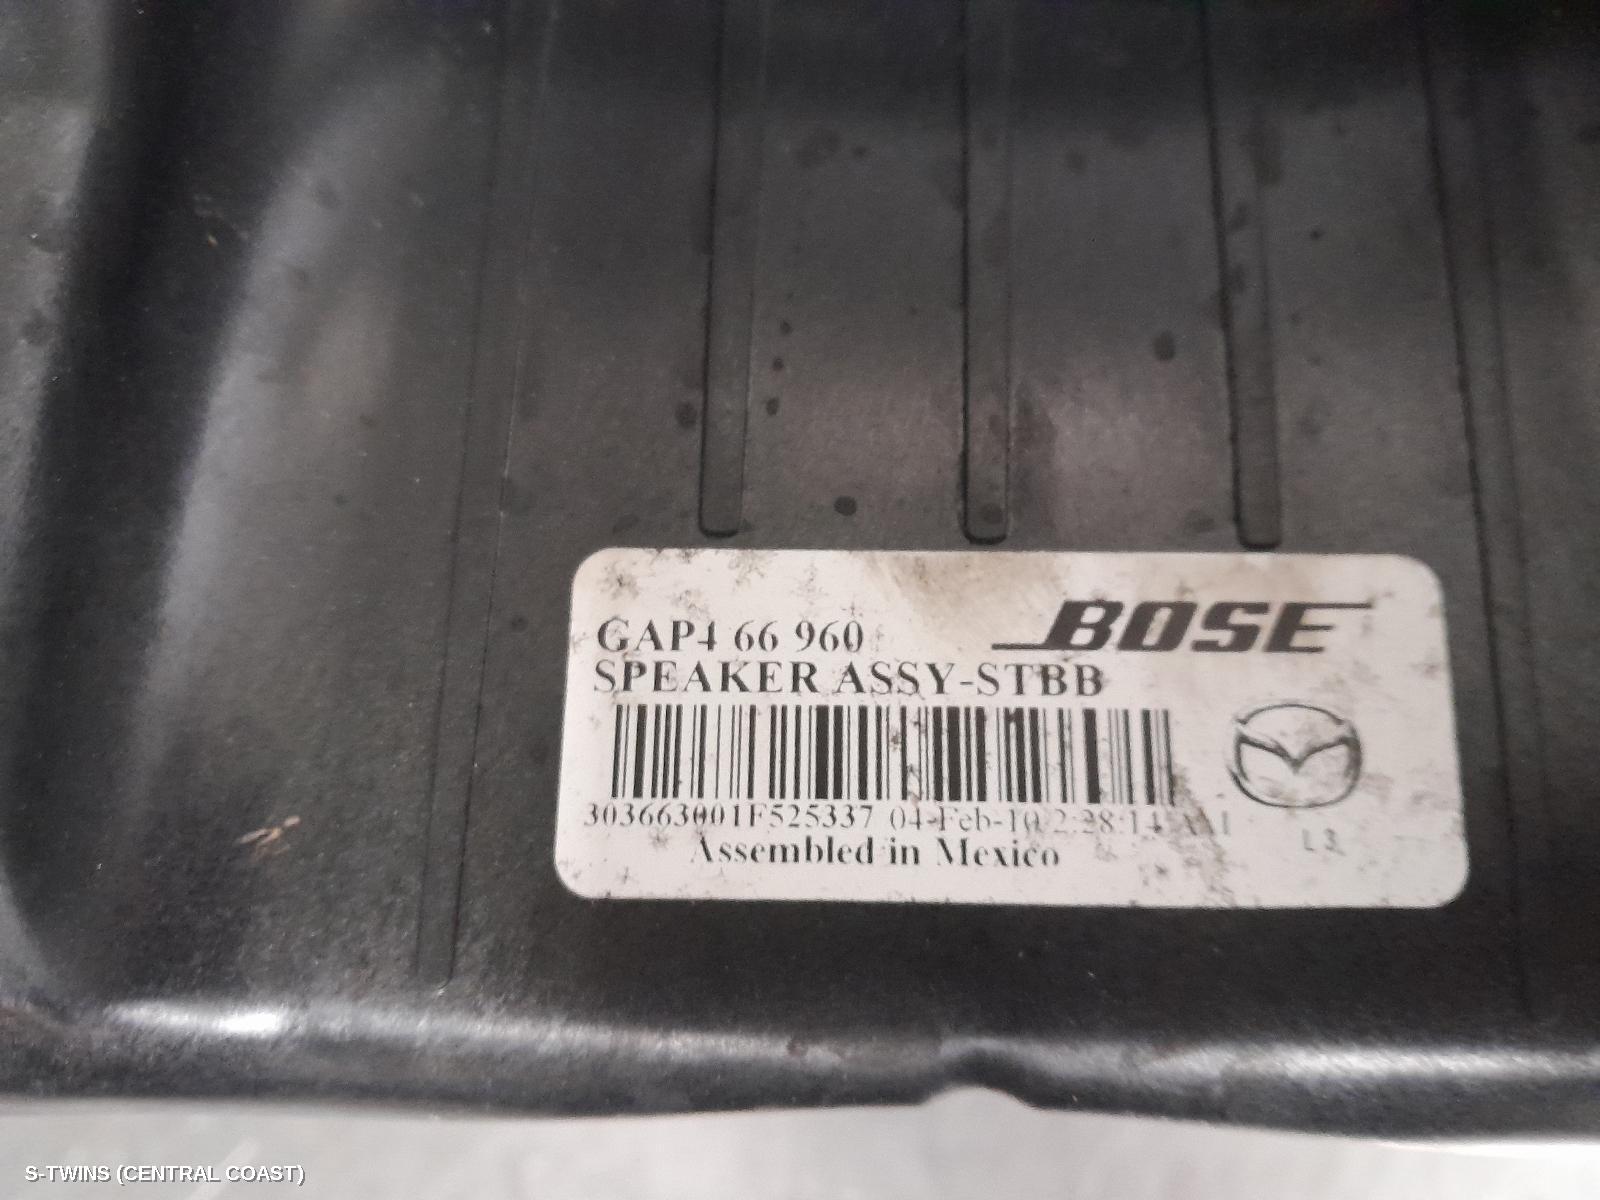 BOSE
GAP4 66 960
SPEAKER ASSY-STBB
303663001F525337 04-Feb-10 2:28:14 AM
Assembled in Mexico
L3
S-TWINS (CENTRAL COAST)